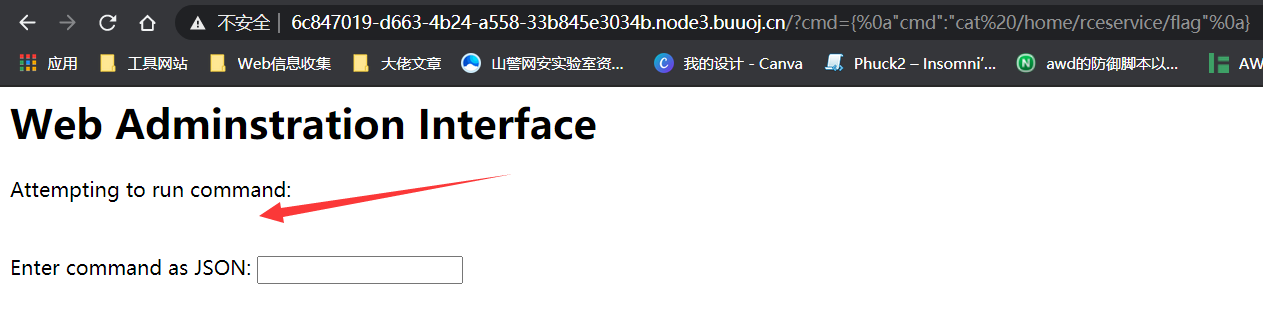 不安全 | 6c847019-d663-4b24-a558-33b845e3034b.node3.buuoj.cn/?cmd={%0a"cmd":"cat%20/home/rceservice/flag"%0a}
应用 工具网站 Web信息收集 大佬文章 山警网安实验室资... 我的设计 - Canva Phuck2 – Insomni'... awd的防御脚本以... AW
Web Adminstration Interface
Attempting to run command:
Enter command as JSON: